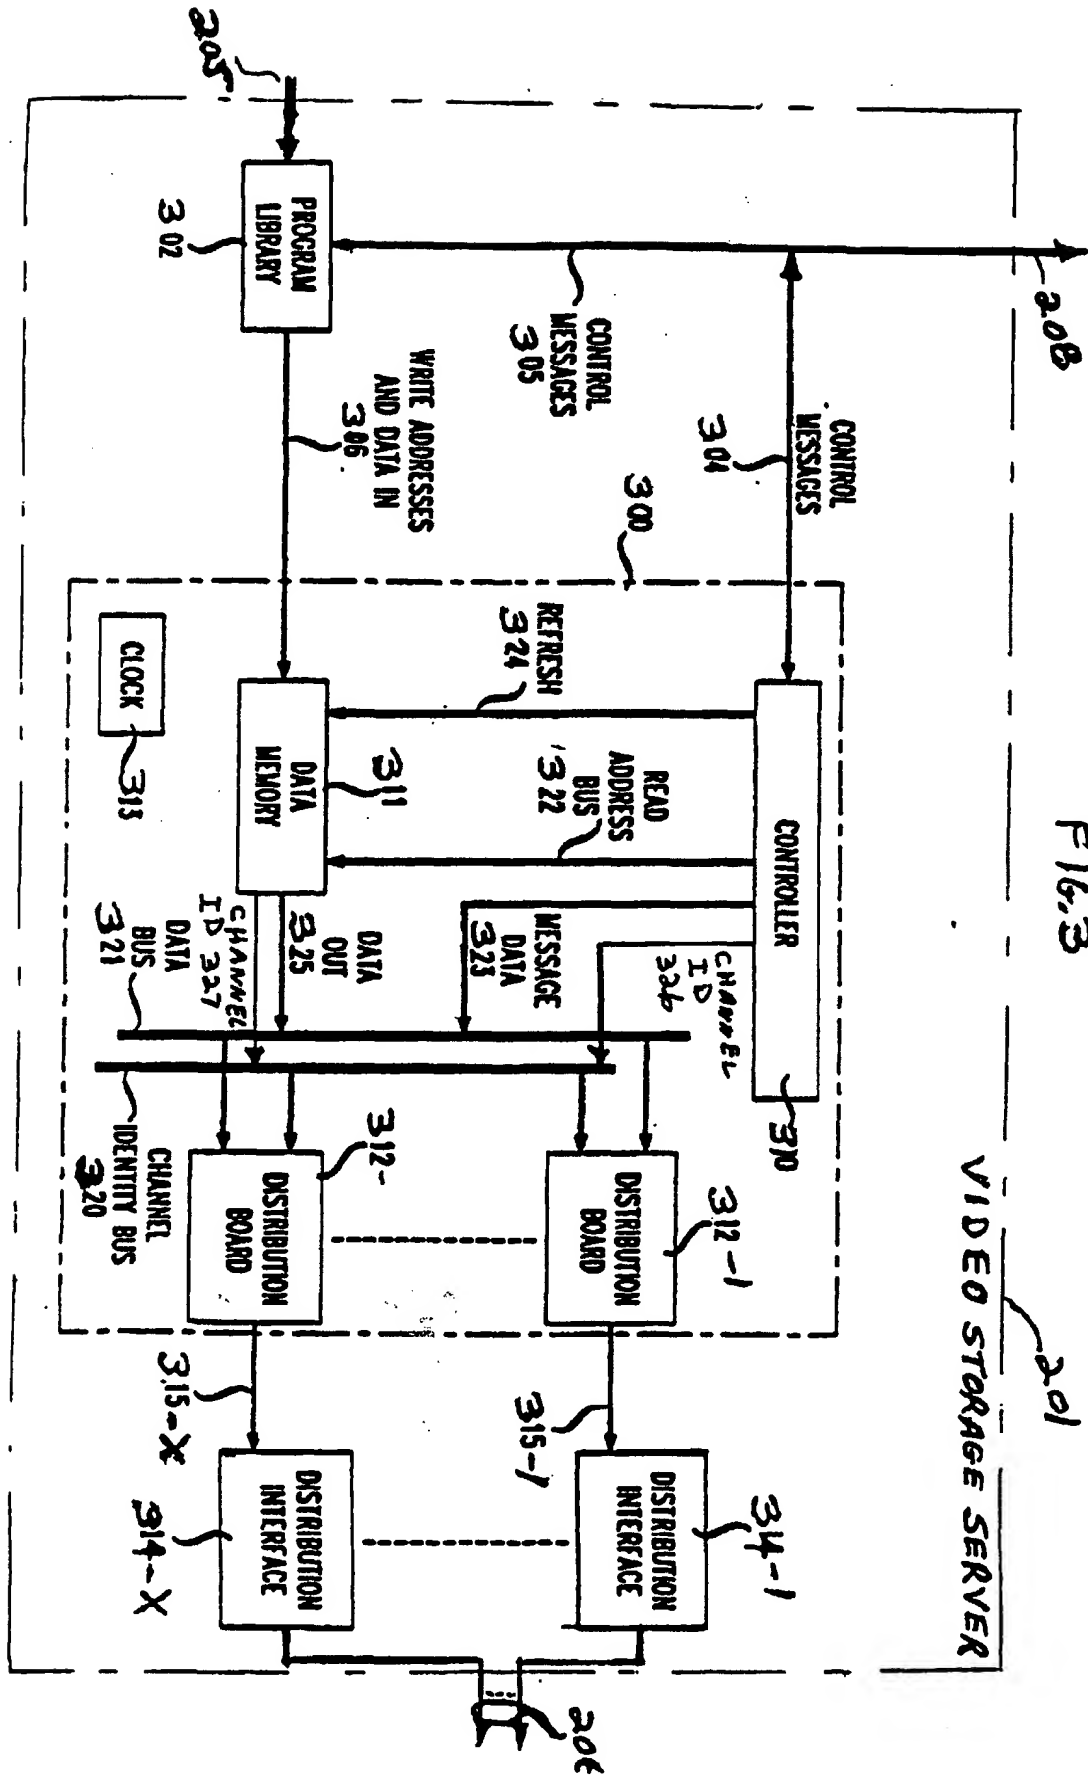 FIG. 3
VIDEO STORAGE SERVER
201
208
205
CONTROL
MESSAGES
304
CONTROL
MESSAGES
305
PROGRAM
LIBRARY
302
WRITE ADDRESSES
AND DATA IN
306
300
CONTROLLER
310
REFRESH
324
READ
ADDRESS
BUS
322
MESSAGE
DATA
323
CHANNEL
ID
326
DATA
MEMORY
311
CLOCK
313
DATA
OUT
325
CHANNEL
ID 327
DATA
BUS
321
CHANNEL
IDENTITY BUS
320
DISTRIBUTION
BOARD
312-1
DISTRIBUTION
BOARD
312-
315-1
315-X
DISTRIBUTION
INTERFACE
314-1
DISTRIBUTION
INTERFACE
314-X